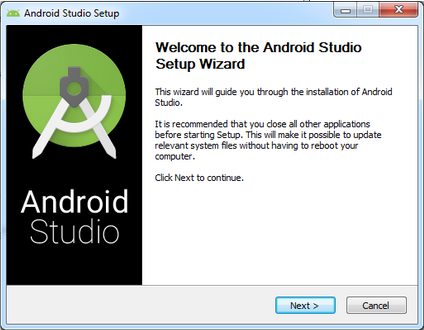 Android Studio Setup
Welcome to the Android Studio
Setup Wizard
This wizard will guide you through the installation of Android
Studio.
It is recommended that you close all other applications
before starting Setup. This will make it possible to update
relevant system files without having to reboot your
computer.
Click Next to continue.
Android
Studio
Next >
Cancel